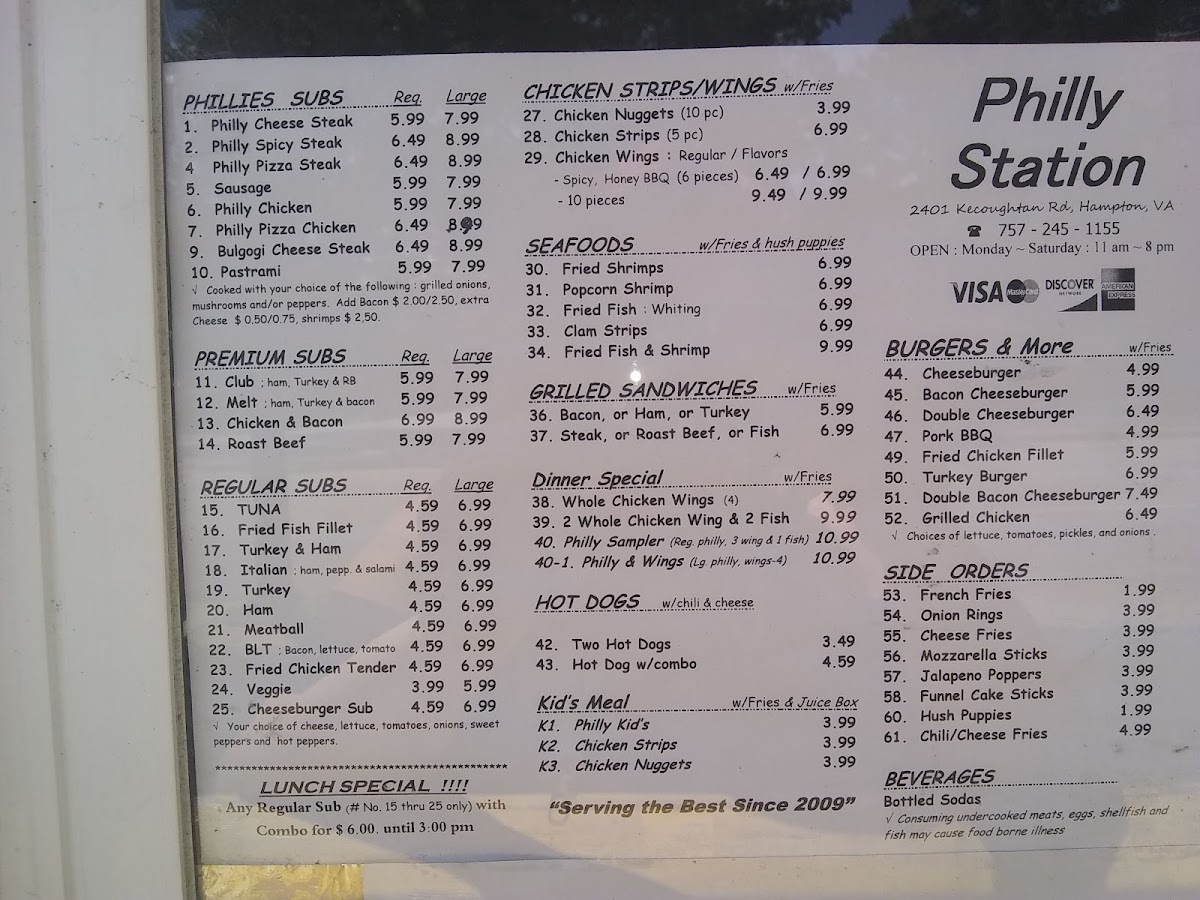 PHILLIES SUBS Reg. Large
1. Philly Cheese Steak 5.99 7.99
2. Philly Spicy Steak 6.49 8.99
4 Philly Pizza Steak 6.49 8.99
5. Sausage 5.99 7.99
6. Philly Chicken 5.99 7.99
7. Philly Pizza Chicken 6.49 8.99
9. Bulgogi Cheese Steak 6.49 8.99
10. Pastrami 5.99 7.99
√ Cooked with your choice of the following : grilled onions,
mushrooms and/or peppers. Add Bacon $ 2.00/2.50, extra
Cheese $ 0.50/0.75, shrimps $ 2,50.
PREMIUM SUBS Reg. Large
11. Club ; ham, Turkey & RB 5.99 7.99
12. Melt ; ham, Turkey & bacon 5.99 7.99
13. Chicken & Bacon 6.99 8.99
14. Roast Beef 5.99 7.99
REGULAR SUBS Reg. Large
15. TUNA 4.59 6.99
16. Fried Fish Fillet 4.59 6.99
17. Turkey & Ham 4.59 6.99
18. Italian ; ham, pepp. & salami 4.59 6.99
19. Turkey 4.59 6.99
20. Ham 4.59 6.99
21. Meatball 4.59 6.99
22. BLT ; Bacon, lettuce, tomato 4.59 6.99
23. Fried Chicken Tender 4.59 6.99
24. Veggie 3.99 5.99
25. Cheeseburger Sub 4.59 6.99
√ Your choice of cheese, lettuce, tomatoes, onions, sweet
peppers and hot peppers.
**************************************************
LUNCH SPECIAL !!!!
Any Regular Sub (# No. 15 thru 25 only) with
Combo for $ 6.00. until 3:00 pm
CHICKEN STRIPS/WINGS w/Fries
27. Chicken Nuggets (10 pc) 3.99
28. Chicken Strips (5 pc) 6.99
29. Chicken Wings : Regular / Flavors
- Spicy, Honey BBQ (6 pieces) 6.49 / 6.99
- 10 pieces 9.49 / 9.99
SEAFOODS w/Fries & hush puppies
30. Fried Shrimps 6.99
31. Popcorn Shrimp 6.99
32. Fried Fish : Whiting 6.99
33. Clam Strips 6.99
34. Fried Fish & Shrimp 9.99
GRILLED SANDWICHES w/Fries
36. Bacon, or Ham, or Turkey 5.99
37. Steak, or Roast Beef, or Fish 6.99
Dinner Special w/Fries
38. Whole Chicken Wings (4) 7.99
39. 2 Whole Chicken Wing & 2 Fish 9.99
40. Philly Sampler (Reg. philly, 3 wing & 1 fish) 10.99
40-1. Philly & Wings (Lg. philly, wings-4) 10.99
HOT DOGS w/chili & cheese
42. Two Hot Dogs 3.49
43. Hot Dog w/combo 4.59
Kid's Meal w/Fries & Juice Box
K1. Philly Kid's 3.99
K2. Chicken Strips 3.99
K3. Chicken Nuggets 3.99
"Serving the Best Since 2009"
Philly
Station
2401 Kecoughtan Rd, Hampton, VA
☎ 757 - 245 - 1155
OPEN : Monday ~ Saturday : 11 am ~ 8 pm
VISA MasterCard DISCOVER NETWORK AMERICAN EXPRESS
BURGERS & More w/Fries
44. Cheeseburger 4.99
45. Bacon Cheeseburger 5.99
46. Double Cheeseburger 6.49
47. Pork BBQ 4.99
49. Fried Chicken Fillet 5.99
50. Turkey Burger 6.99
51. Double Bacon Cheeseburger 7.49
52. Grilled Chicken 6.49
√ Choices of lettuce, tomatoes, pickles, and onions .
SIDE ORDERS
53. French Fries 1.99
54. Onion Rings 3.99
55. Cheese Fries 3.99
56. Mozzarella Sticks 3.99
57. Jalapeno Poppers 3.99
58. Funnel Cake Sticks 3.99
60. Hush Puppies 1.99
61. Chili/Cheese Fries 4.99
BEVERAGES
Bottled Sodas
√ Consuming undercooked meats, eggs, shellfish and
fish may cause food borne illness